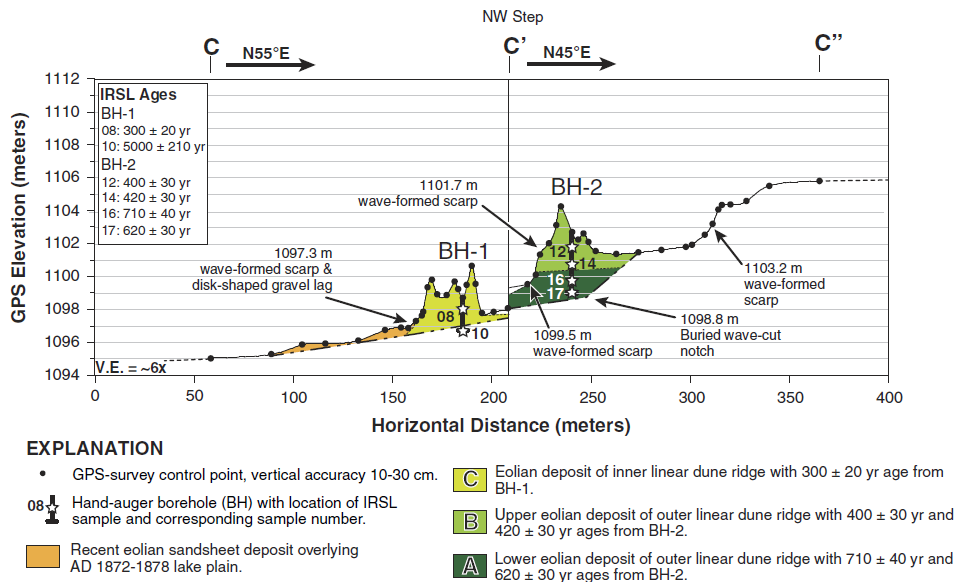 NW Step
C
N55°E
C’
N45°E
C”
GPS Elevation (meters)
1112
1110
1108
1106
1104
1102
1100
1098
1096
1094
IRSL Ages
BH-1
08: 300 ± 20 yr
10: 5000 ± 210 yr
BH-2
12: 400 ± 30 yr
14: 420 ± 30 yr
16: 710 ± 40 yr
17: 620 ± 30 yr
1101.7 m
wave-formed scarp
BH-2
1097.3 m
wave-formed scarp &
disk-shaped gravel lag
BH-1
12
14
16
17
08
10
1103.2 m
wave-formed
scarp
1099.5 m
wave-formed scarp
1098.8 m
Buried wave-cut
notch
V.E. = ~6x
0
50
100
150
200
250
300
350
400
Horizontal Distance (meters)
EXPLANATION
GPS-survey control point, vertical accuracy 10-30 cm.
08
Hand-auger borehole (BH) with location of IRSL
sample and corresponding sample number.
Recent eolian sandsheet deposit overlying
AD 1872-1878 lake plain.
C
Eolian deposit of inner linear dune ridge with 300 ± 20 yr age from
BH-1.
B
Upper eolian deposit of outer linear dune ridge with 400 ± 30 yr and
420 ± 30 yr ages from BH-2.
A
Lower eolian deposit of outer linear dune ridge with 710 ± 40 yr and
620 ± 30 yr ages from BH-2.